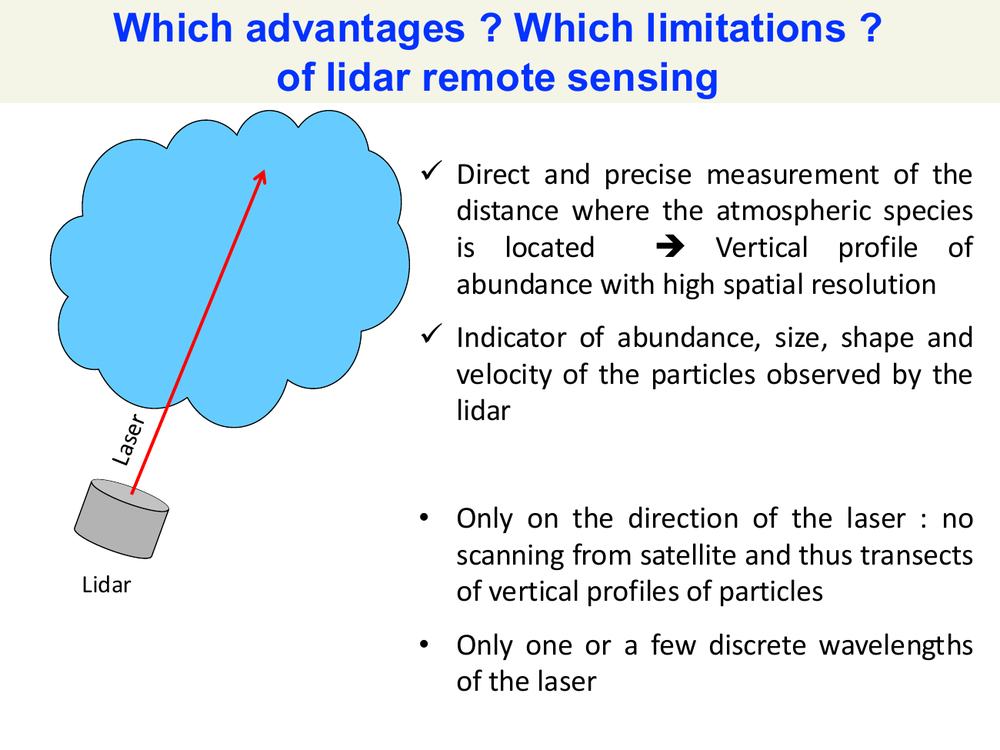 Which advantages ? Which limitations ?
of lidar remote sensing
✓ Direct and precise measurement of the
distance where the atmospheric species
is located ➔ Vertical profile of
abundance with high spatial resolution
✓ Indicator of abundance, size, shape and
velocity of the particles observed by the
lidar
Laser
Lidar
• Only on the direction of the laser : no
scanning from satellite and thus transects
of vertical profiles of particles
• Only one or a few discrete wavelengths
of the laser